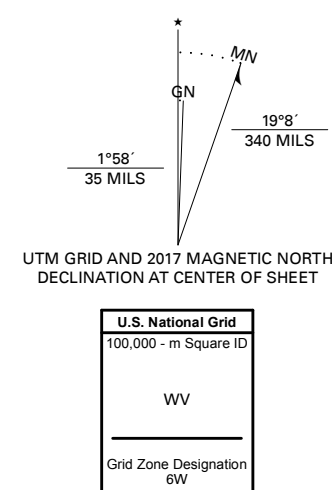 ★
MN
GN
19°8´
340 MILS
1°58´
35 MILS
UTM GRID AND 2017 MAGNETIC NORTH
DECLINATION AT CENTER OF SHEET
U.S. National Grid
100,000 - m Square ID
WV
Grid Zone Designation
6W